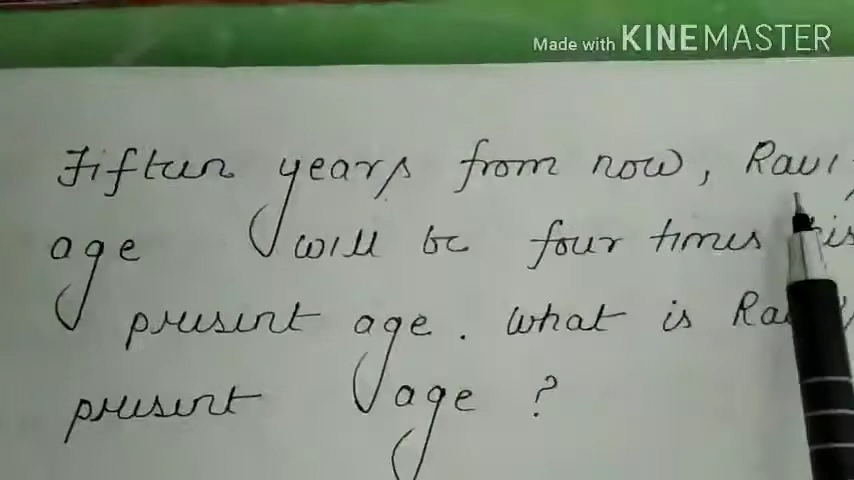 Made with KINEMASTER
Fifteen years from now, Ravi
age will be four times his
present age. What is
present age ?